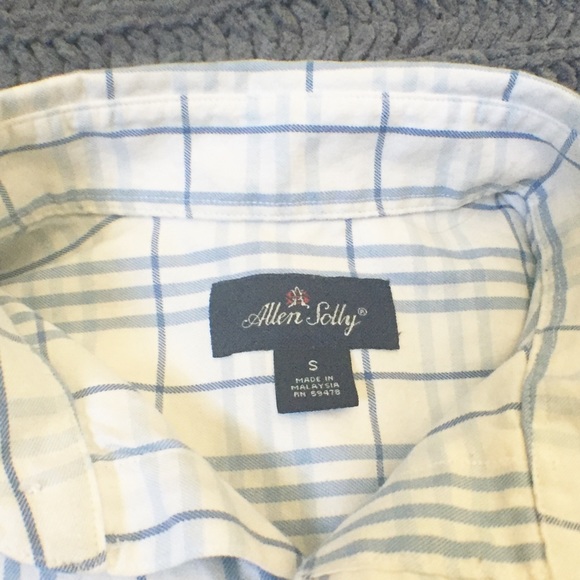 Allen Solly®
S
MADE IN
MALAYSIA
RN 59478